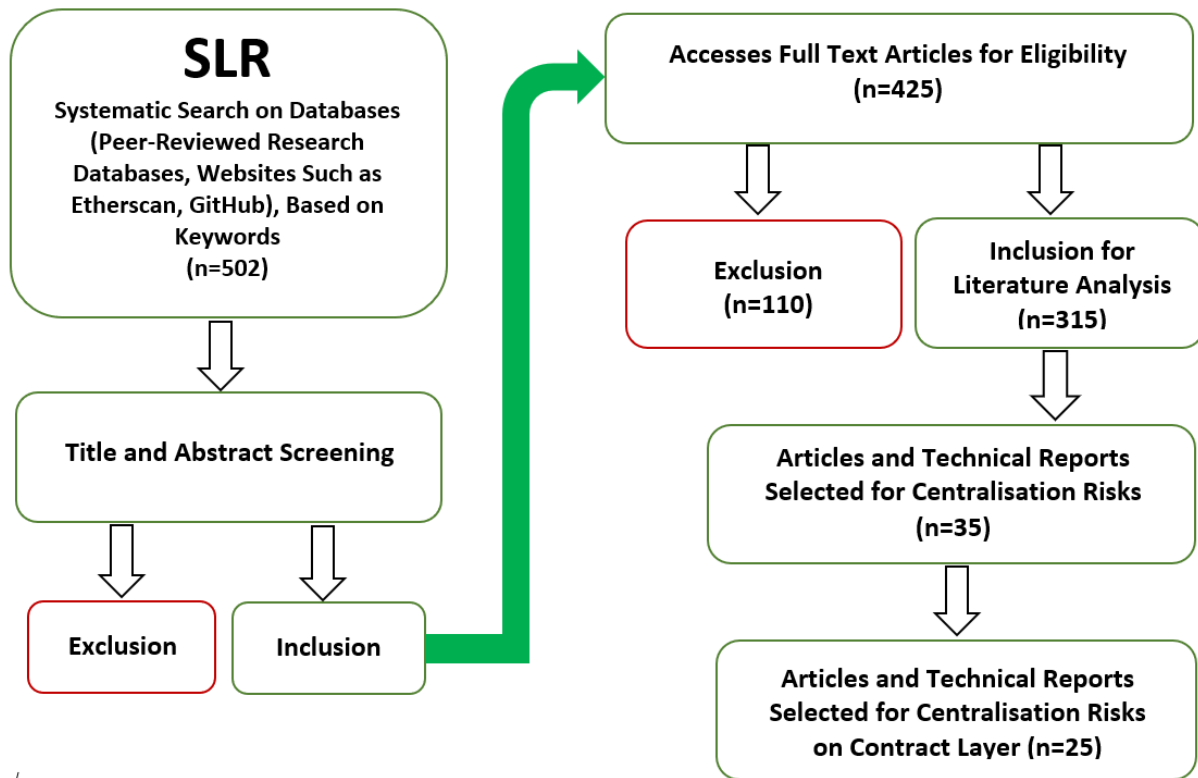 SLR
Systematic Search on Databases
(Peer-Reviewed Research
Databases, Websites Such as
Etherscan, GitHub), Based on
Keywords
(n=502)
Title and Abstract Screening
Exclusion
Inclusion
Accesses Full Text Articles for Eligibility
(n=425)
Exclusion
(n=110)
Inclusion for
Literature Analysis
(n=315)
Articles and Technical Reports
Selected for Centralisation Risks
(n=35)
Articles and Technical Reports
Selected for Centralisation Risks
on Contract Layer (n=25)